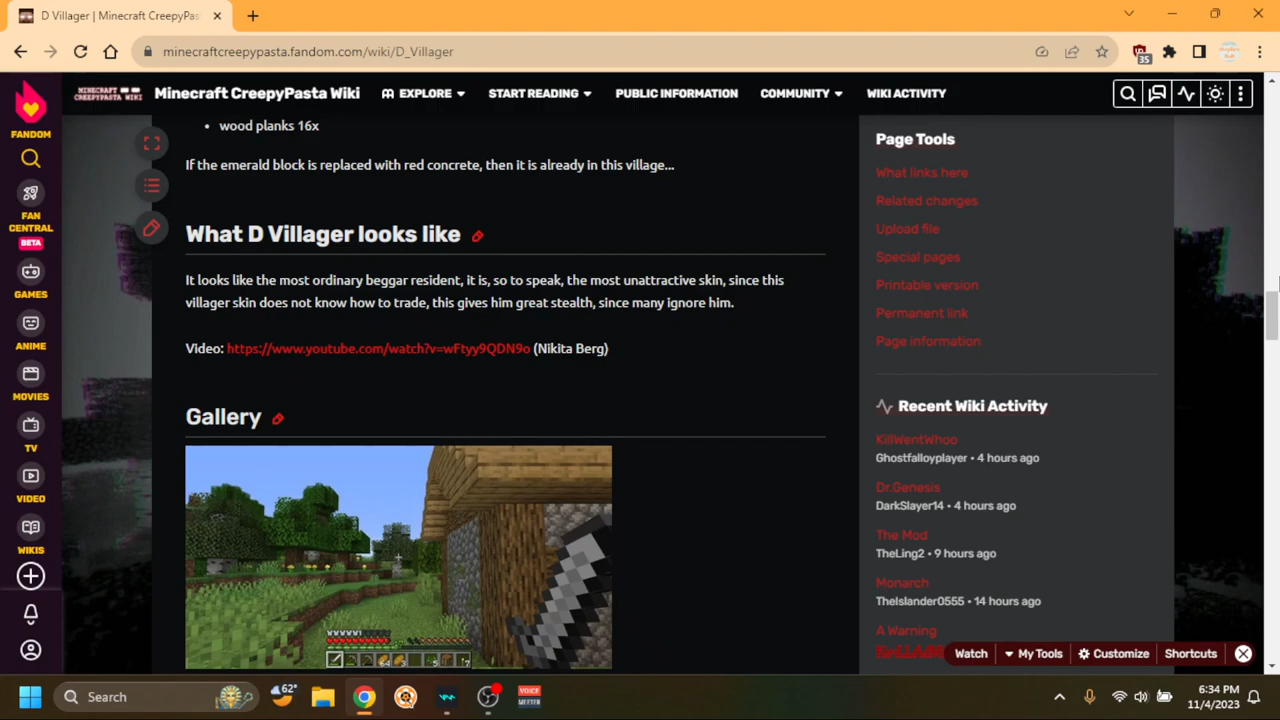 D Villager | Minecraft CreepyPas
minecraftcreepypasta.fandom.com/wiki/D_Villager
35
FANDOM
FAN CENTRAL
BETA
GAMES
ANIME
MOVIES
TV
VIDEO
WIKIS
Minecraft CreepyPasta Wiki
EXPLORE
START READING
PUBLIC INFORMATION
COMMUNITY
WIKI ACTIVITY
• wood planks 16x
If the emerald block is replaced with red concrete, then it is already in this village...
What D Villager looks like
It looks like the most ordinary beggar resident, it is, so to speak, the most unattractive skin, since this
villager skin does not know how to trade, this gives him great stealth, since many ignore him.
Video: https://www.youtube.com/watch?v=wFtyy9QDN9o (Nikita Berg)
Gallery
Page Tools
What links here
Related changes
Upload file
Special pages
Printable version
Permanent link
Page information
Recent Wiki Activity
KillWentWhoo
Ghostfalloyplayer • 4 hours ago
Dr.Genesis
DarkSlayer14 • 4 hours ago
The Mod
TheLing2 • 9 hours ago
Monarch
TheIslander0555 • 14 hours ago
A Warning
Watch
My Tools
Customize
Shortcuts
Search
62°
VOICE
MEETER
6:34 PM
11/4/2023